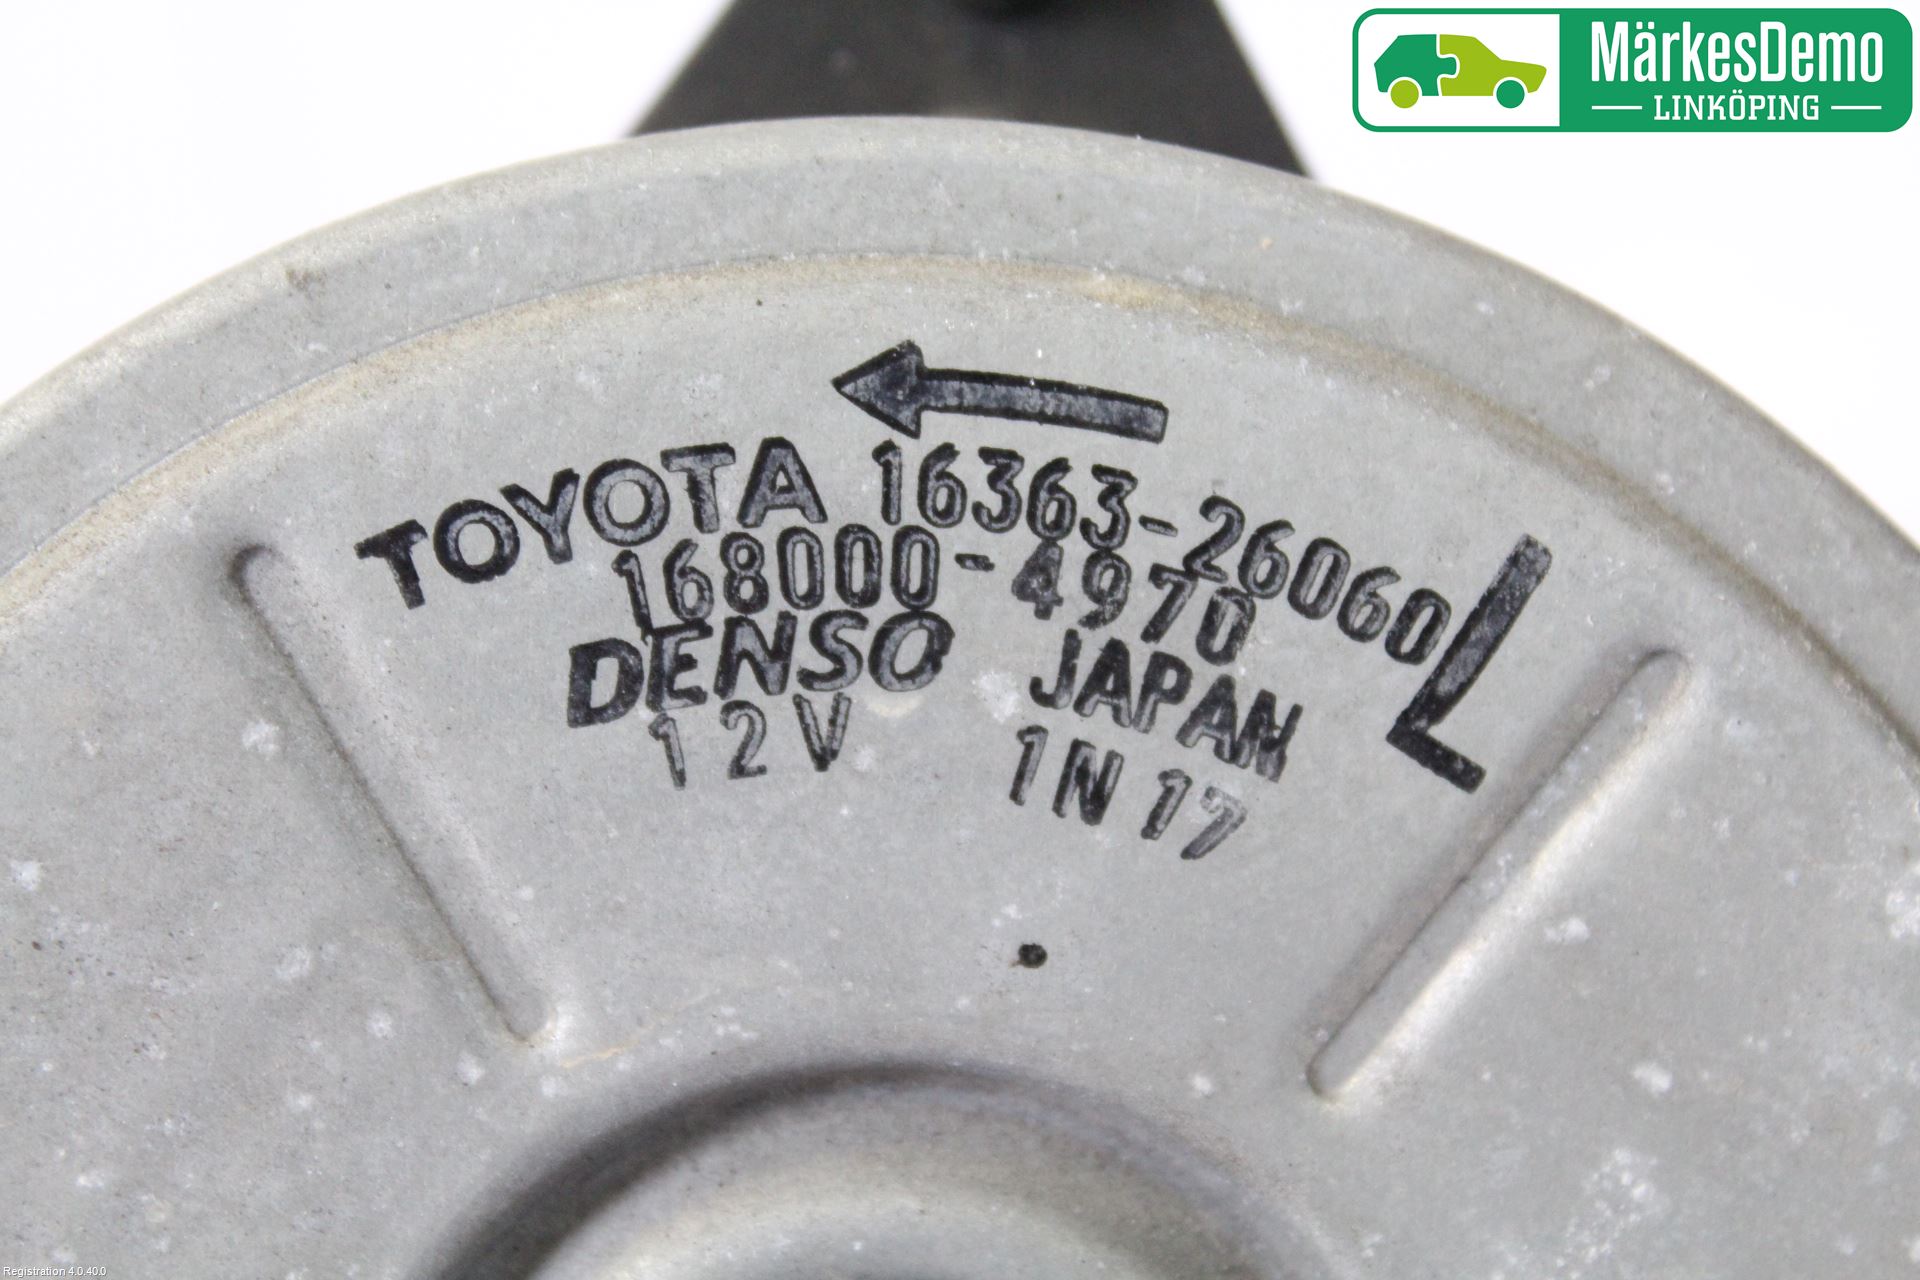 MärkesDemo
LINKÖPING
TOYOTA 16363-26060 L
168000-4970
DENSO JAPAN
12V 1N17
Registration 4.0.40.0